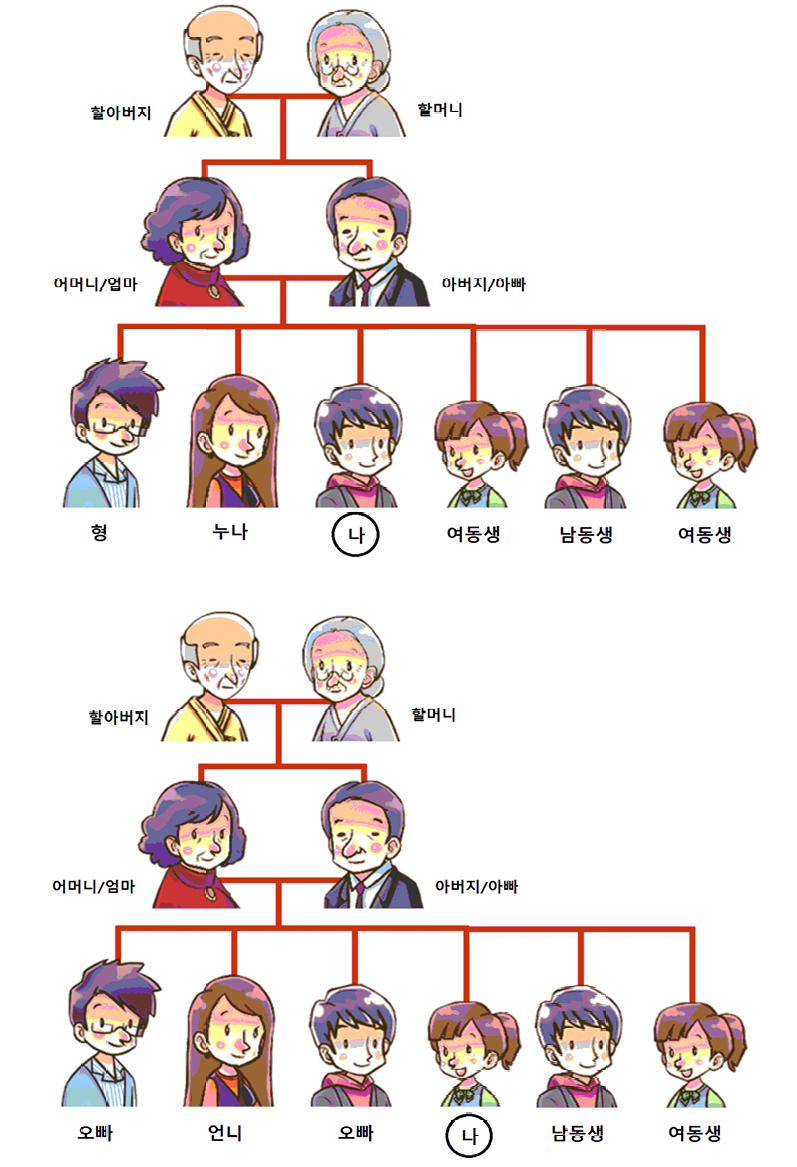 할아버지 할머니
어머니/엄마 아버지/아빠
형 누나 나 여동생 남동생 여동생
할아버지 할머니
어머니/엄마 아버지/아빠
오빠 언니 오빠 나 남동생 여동생